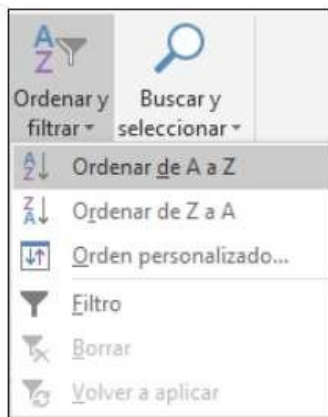 Ordenar y
filtrar
Buscar y
seleccionar
Ordenar de A a Z
Ordenar de Z a A
Orden personalizado...
Filtro
Borrar
Volver a aplicar